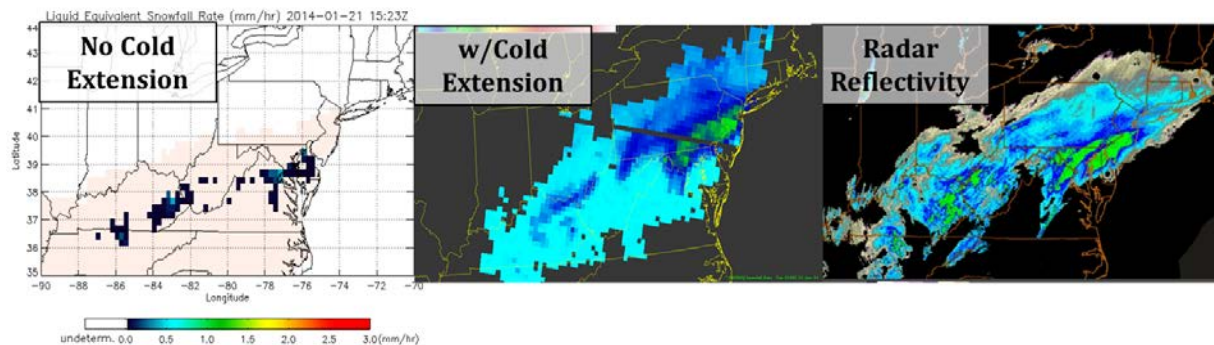 Liquid Equivalent Snowfall Rate (mm/hr) 2014-01-21 15:23Z
No Cold
Extension
w/Cold
Extension
Radar
Reflectivity
44
43
42
41
40
39
38
37
36
35
Latitude
-90 -88 -86 -84 -82 -80 -78 -76 -74 -72 -70
Longitude
undeterm. 0.0 0.5 1.0 1.5 2.0 2.5 3.0 (mm/hr)